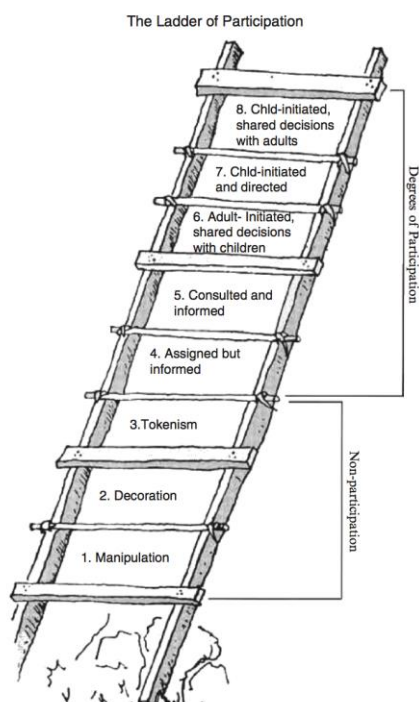 The Ladder of Participation
8. Chld-initiated,
shared decisions
with adults
7. Chld-initiated
and directed
6. Adult- Initiated,
shared decisions
with children
5. Consulted and
informed
4. Assigned but
informed
3.Tokenism
2. Decoration
1. Manipulation
Degrees of Participation
Non-participation